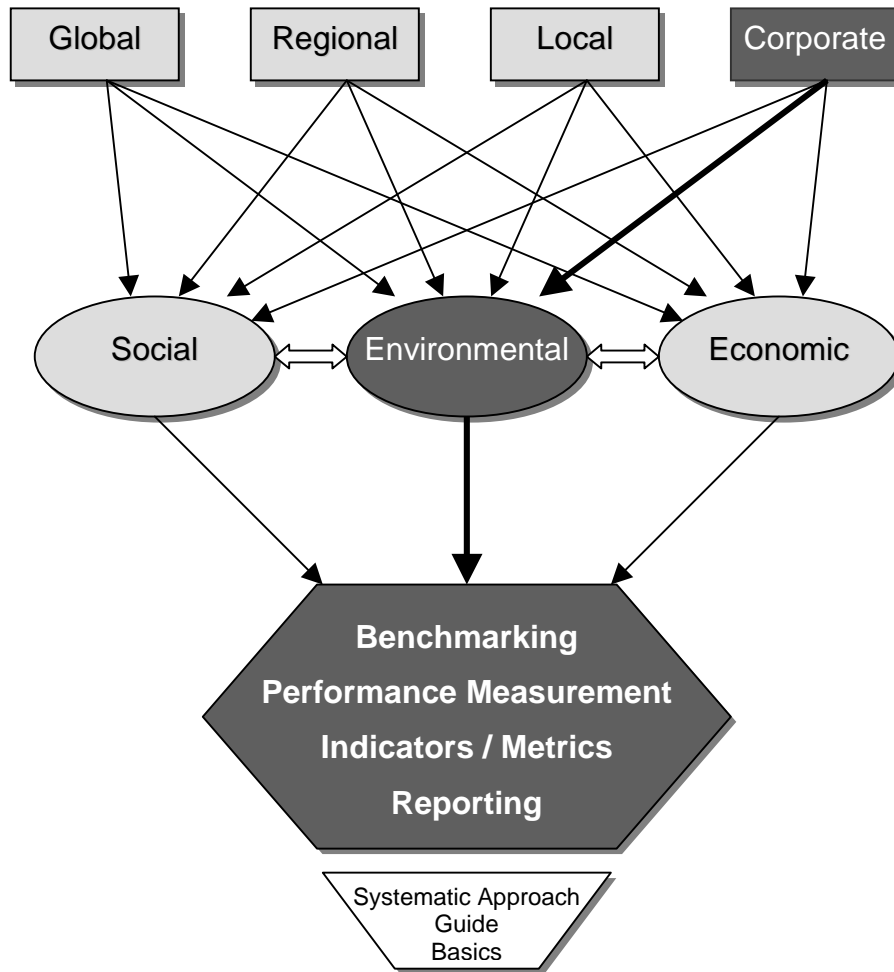 Global
Regional
Local
Corporate
Social
Environmental
Economic
Benchmarking
Performance Measurement
Indicators / Metrics
Reporting
Systematic Approach
Guide
Basics